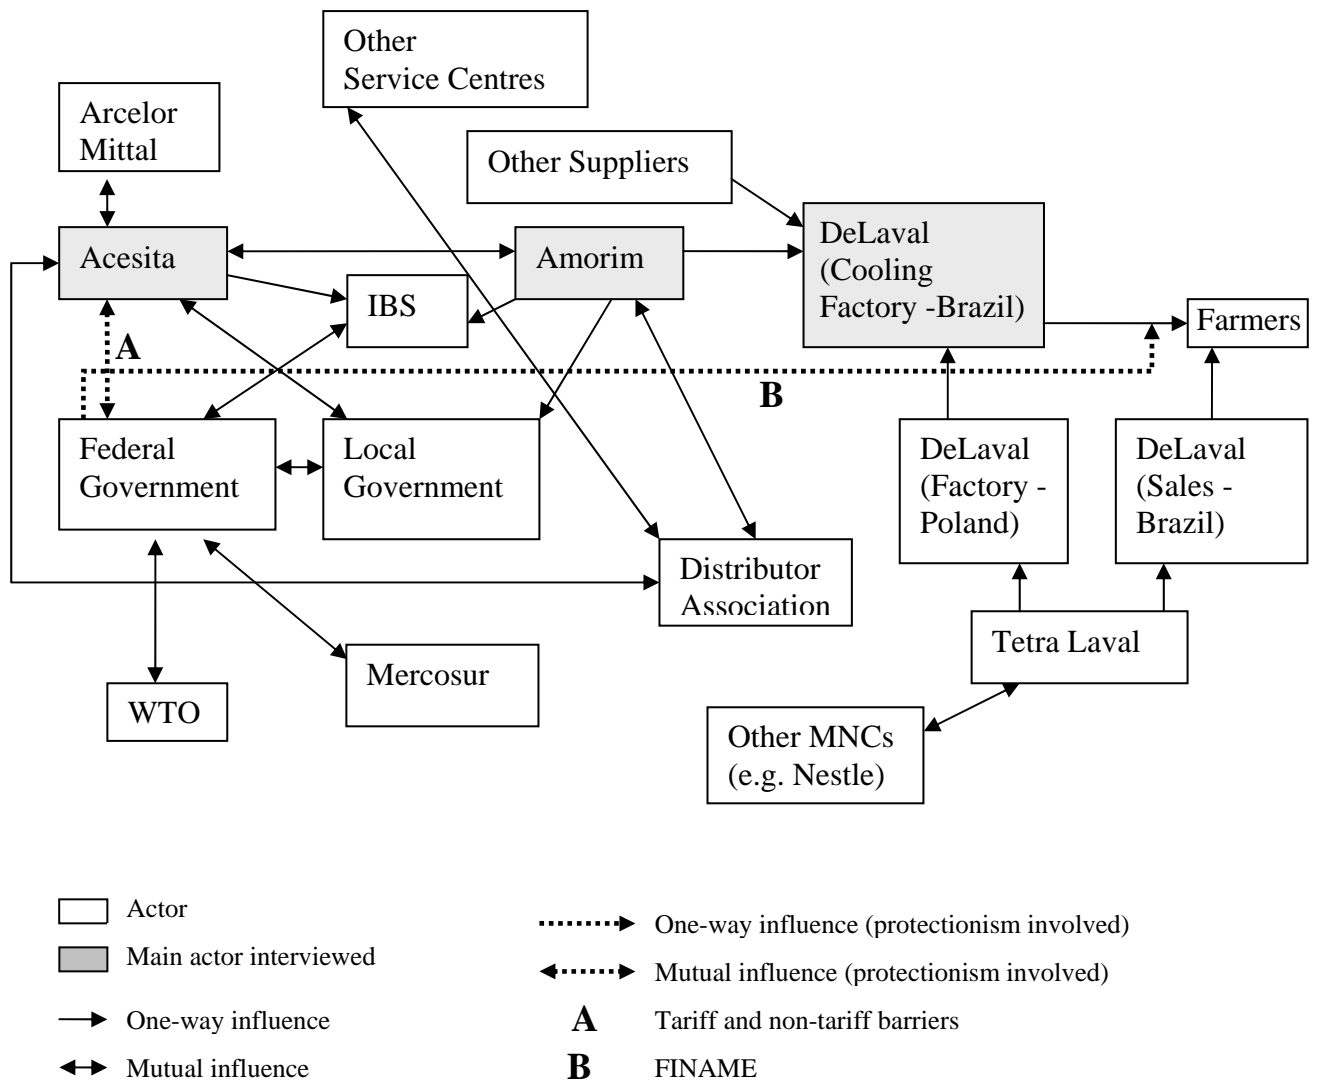 Other
Service Centres
Arcelor
Mittal
Other Suppliers
Acesita
Amorim
DeLaval
(Cooling
Factory -Brazil)
IBS
Farmers
A
B
Federal
Government
Local
Government
DeLaval
(Factory -
Poland)
DeLaval
(Sales -
Brazil)
Distributor
Association
Tetra Laval
Mercosur
WTO
Other MNCs
(e.g. Nestle)
Actor
Main actor interviewed
One-way influence
Mutual influence
One-way influence (protectionism involved)
Mutual influence (protectionism involved)
A Tariff and non-tariff barriers
B FINAME